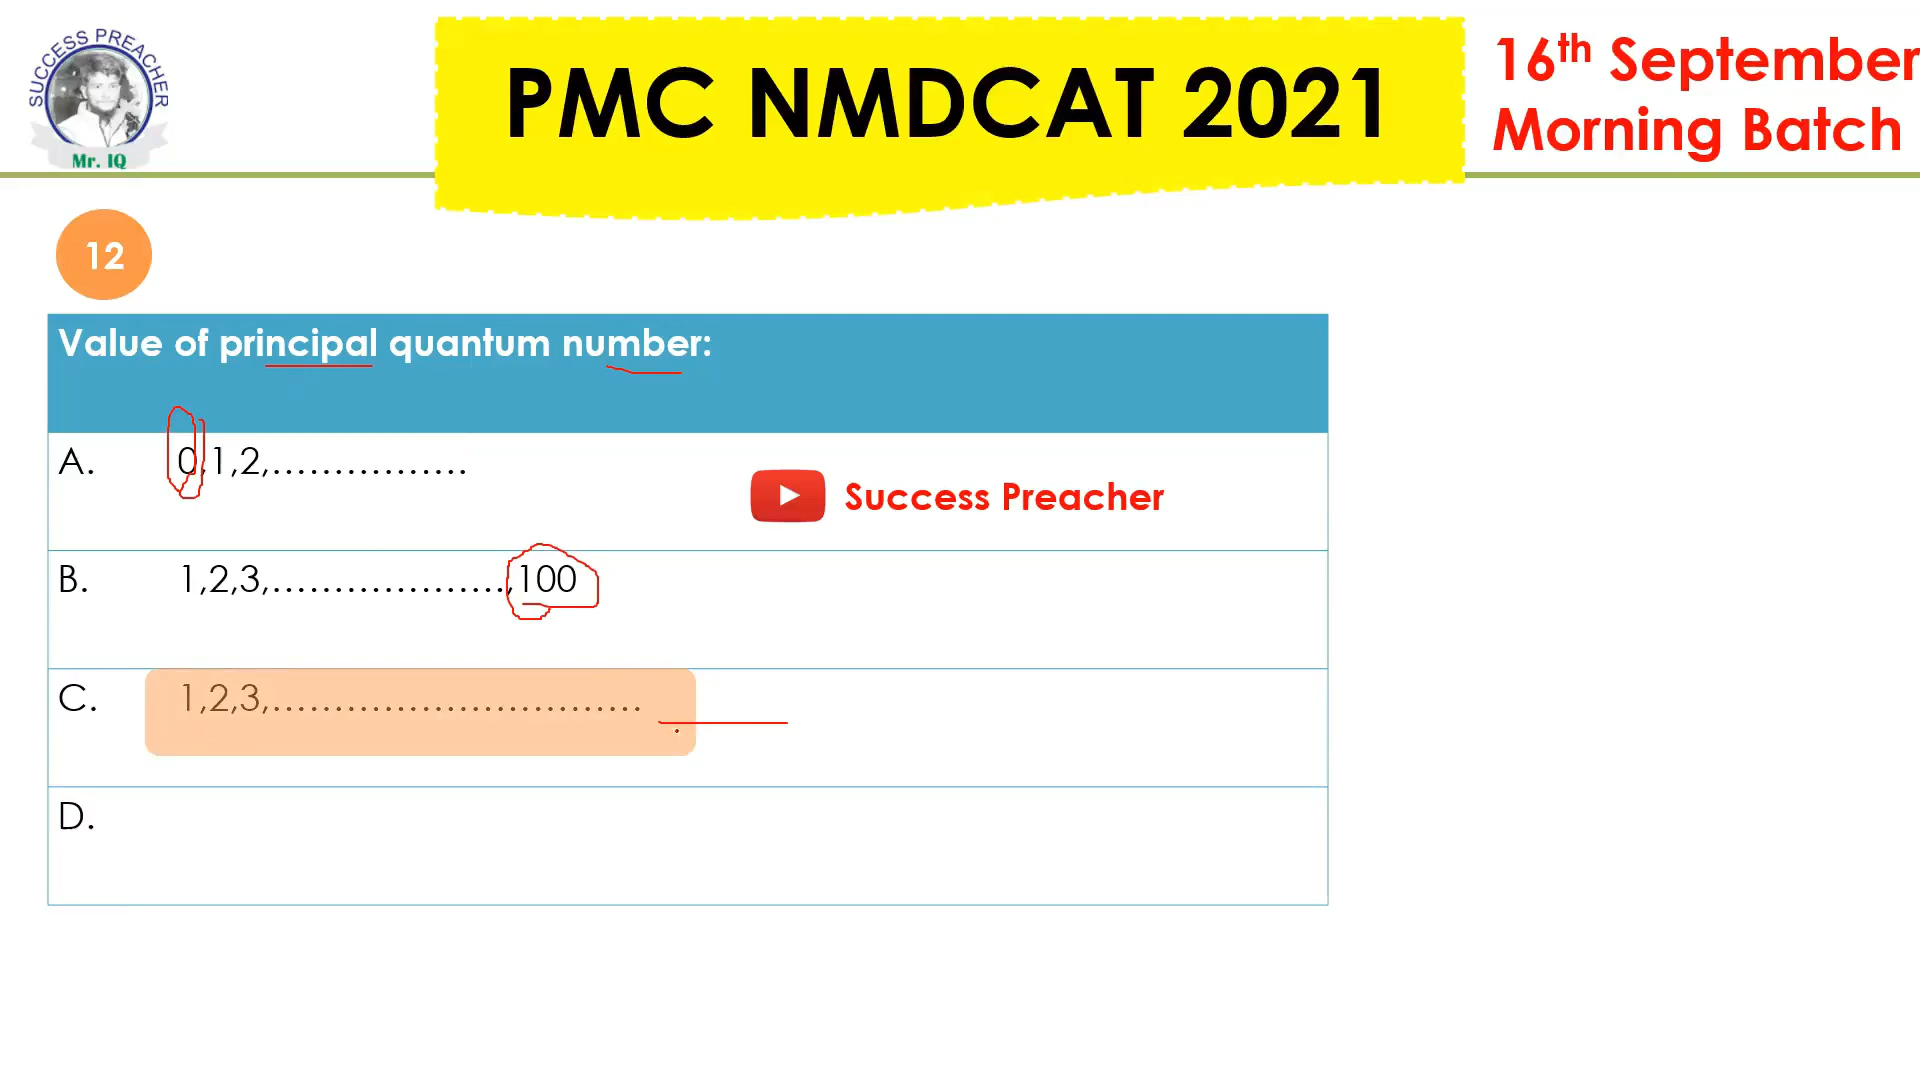 SUCCESS PREACHER
Mr. IQ
PMC NMDCAT 2021
16th September
Morning Batch
12
Value of principal quantum number:
A. 0,1,2,................
Success Preacher
B. 1,2,3,...................,100
C. 1,2,3,..............................
D.